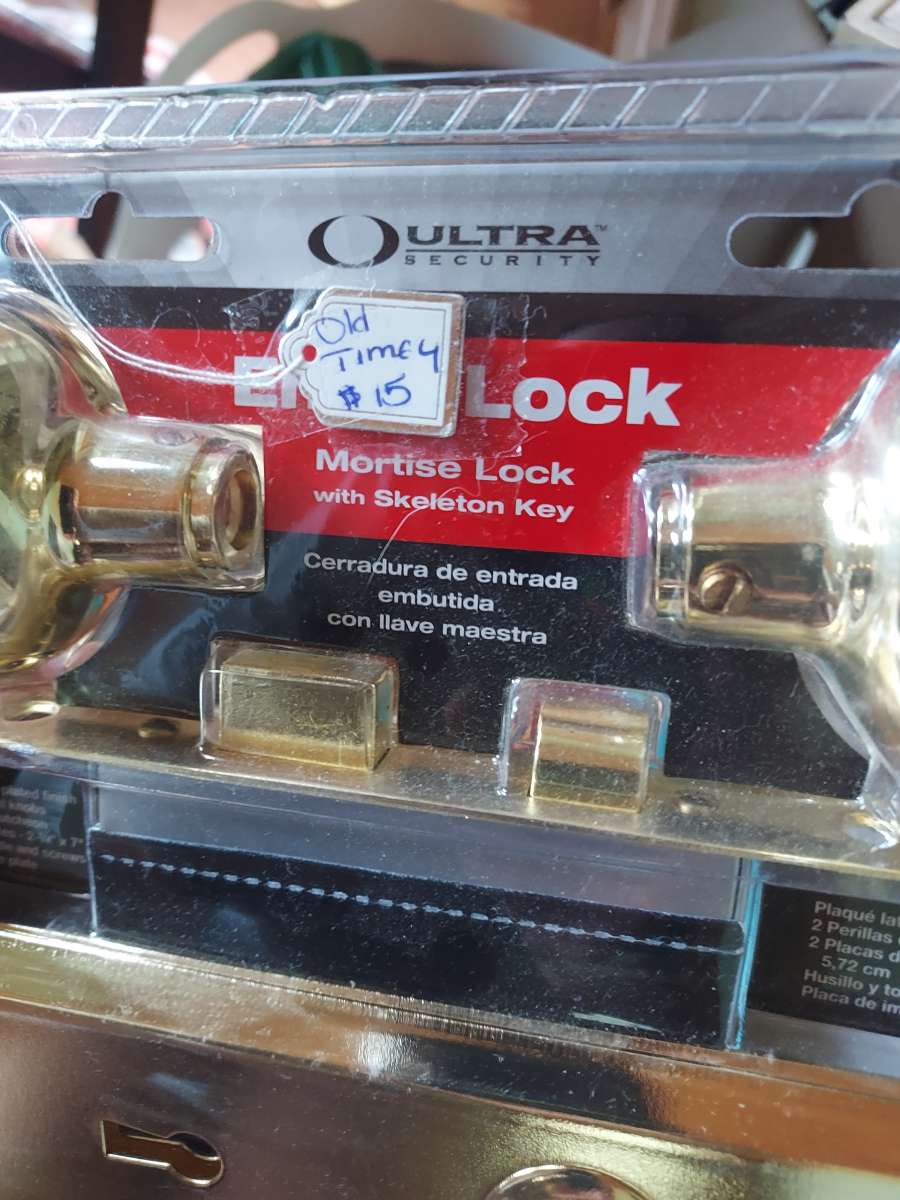 ULTRA™
SECURITY
Old
TIMEY
$15
Lock
Mortise Lock
with Skeleton Key
Cerradura de entrada
embutida
con llave maestra
Plaqué
2 Perillas
2 Placas
5,72 cm
Husillo y
Placa de